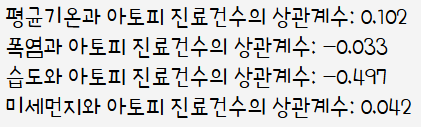 평균기온과 아토피 진료건수의 상관계수: 0.102
폭염과 아토피 진료건수의 상관계수: -0.033
습도와 아토피 진료건수의 상관계수: -0.497
미세먼지와 아토피 진료건수의 상관계수: 0.042